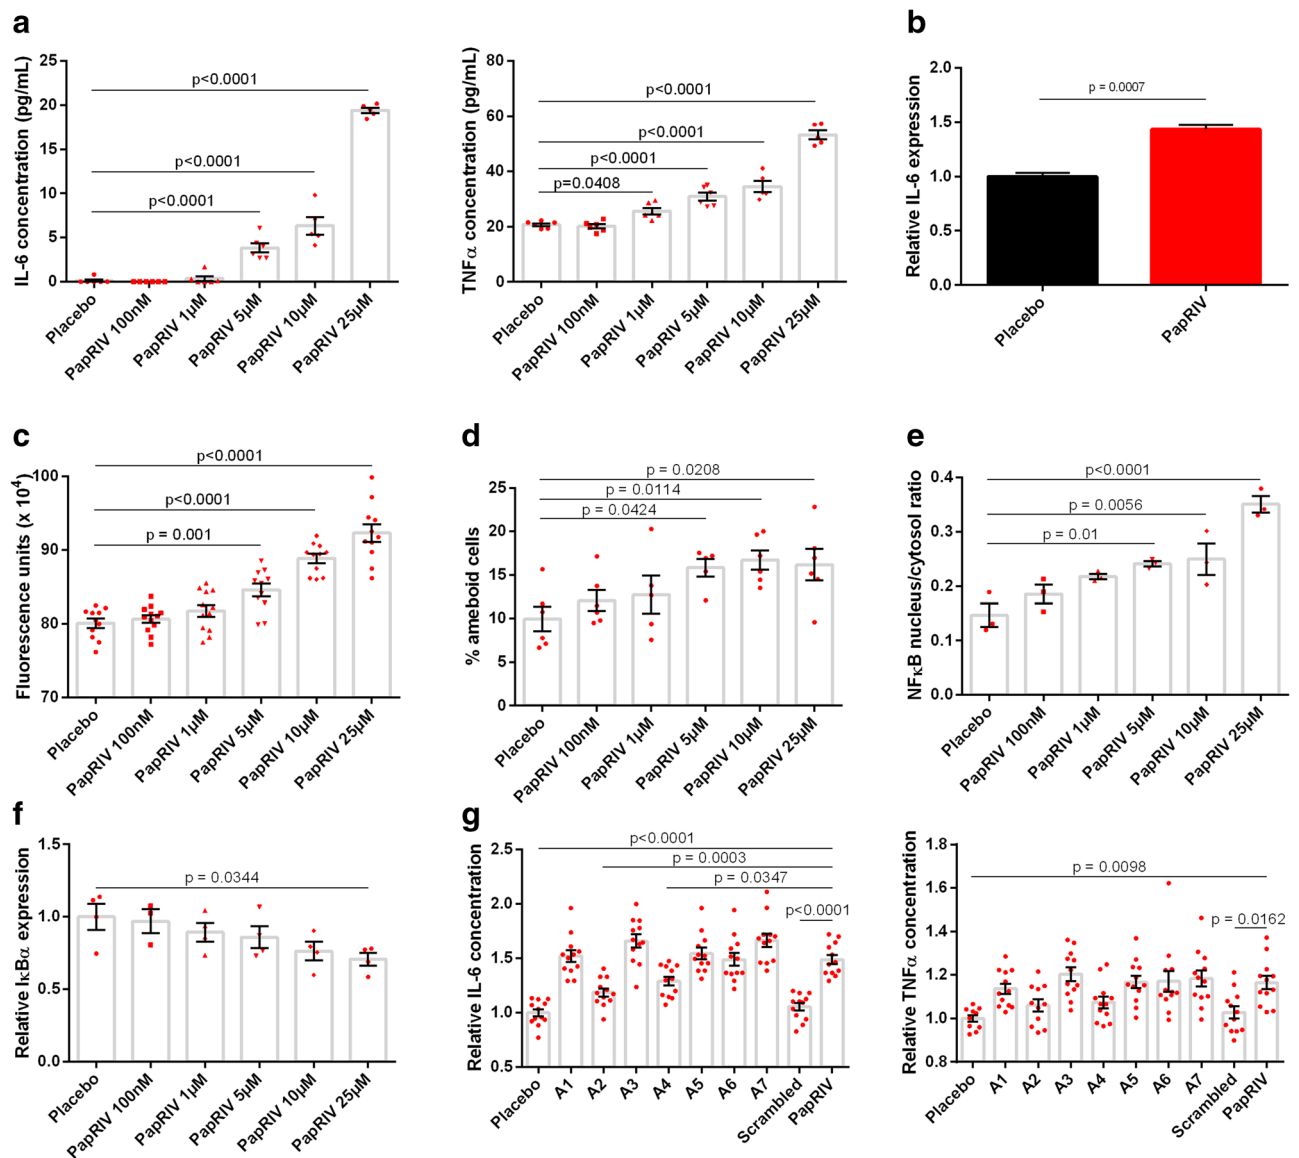 a
IL-6 concentration (pg/mL)
25
20
15
10
5
0
p<0.0001
p<0.0001
p<0.0001
Placebo
PapRIV 100nM
PapRIV 1µM
PapRIV 5µM
PapRIV 10µM
PapRIV 25µM
TNFα concentration (pg/mL)
80
60
40
20
0
p<0.0001
p<0.0001
p<0.0001
p=0.0408
Placebo
PapRIV 100nM
PapRIV 1µM
PapRIV 5µM
PapRIV 10µM
PapRIV 25µM
b
Relative IL-6 expression
2.0
1.5
1.0
0.5
0.0
p = 0.0007
Placebo
PapRIV
c
Fluorescence units (x 10⁴)
100
90
80
70
p<0.0001
p<0.0001
p = 0.001
Placebo
PapRIV 100nM
PapRIV 1µM
PapRIV 5µM
PapRIV 10µM
PapRIV 25µM
d
% ameboid cells
25
20
15
10
5
0
p = 0.0208
p = 0.0114
p = 0.0424
Placebo
PapRIV 100nM
PapRIV 1µM
PapRIV 5µM
PapRIV 10µM
PapRIV 25µM
e
NFκB nucleus/cytosol ratio
0.4
0.3
0.2
0.1
0.0
p<0.0001
p = 0.0056
p = 0.01
Placebo
PapRIV 100nM
PapRIV 1µM
PapRIV 5µM
PapRIV 10µM
PapRIV 25µM
f
Relative IκBα expression
1.5
1.0
0.5
0.0
p = 0.0344
Placebo
PapRIV 100nM
PapRIV 1µM
PapRIV 5µM
PapRIV 10µM
PapRIV 25µM
g
Relative IL-6 concentration
2.5
2.0
1.5
1.0
0.5
p<0.0001
p = 0.0003
p = 0.0347
p<0.0001
Placebo
A1
A2
A3
A4
A5
A6
A7
Scrambled
PapRIV
Relative TNFα concentration
1.8
1.6
1.4
1.2
1.0
0.8
p = 0.0098
p = 0.0162
Placebo
A1
A2
A3
A4
A5
A6
A7
Scrambled
PapRIV